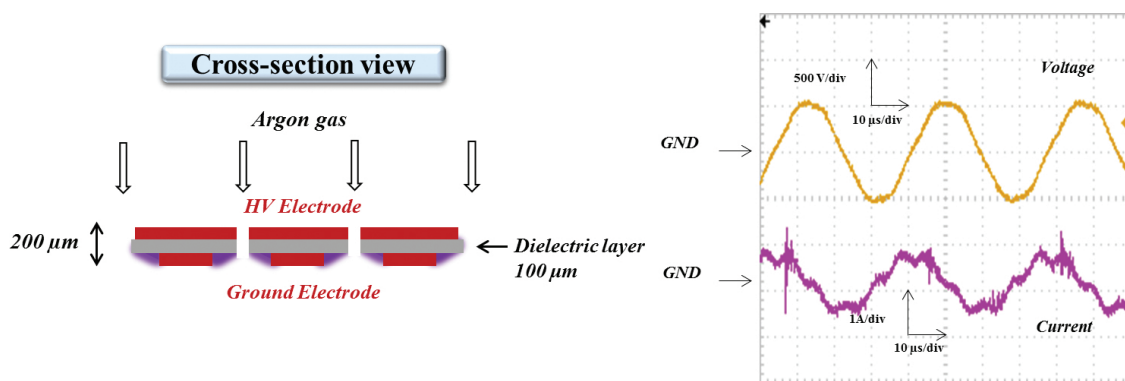 Cross-section view
Argon gas
HV Electrode
200 µm
Dielectric layer
100 µm
Ground Electrode
Voltage
500 V/div
10 µs/div
GND
GND
1A/div
10 µs/div
Current